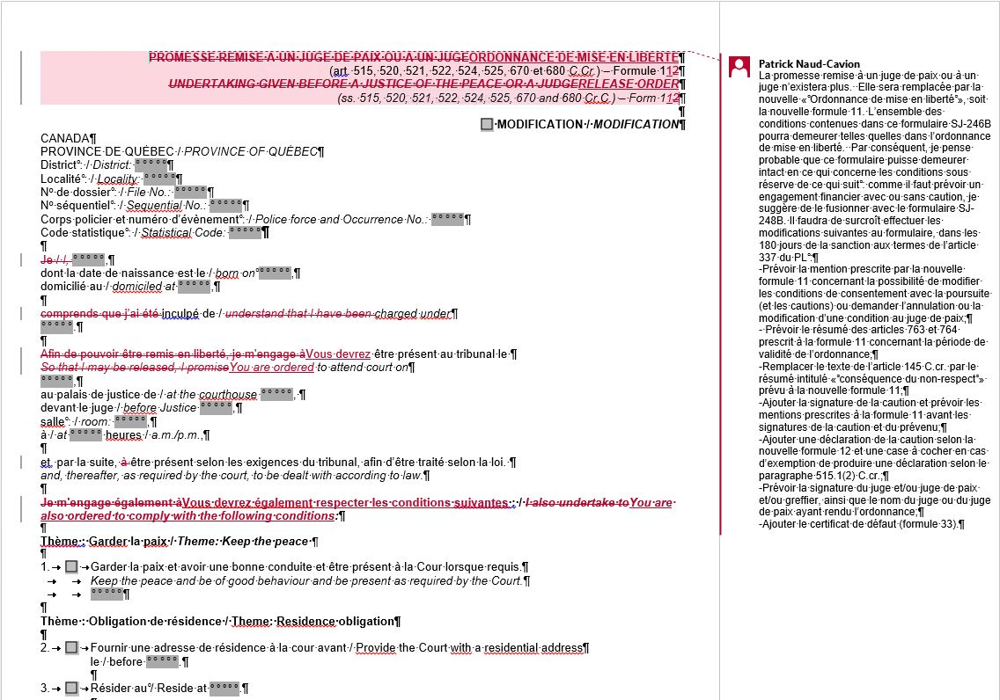 PROMESSE REMISE À UN JUGE DE PAIX OU À UN JUGEORDONNANCE DE MISE EN LIBERTÉ¶
(art. 515, 520, 521, 522, 524, 525, 670 et 680 C.Cr.) – Formule 112¶
UNDERTAKING GIVEN BEFORE A JUSTICE OF THE PEACE OR A JUDGERELEASE ORDER¶
(ss. 515, 520, 521, 522, 524, 525, 670 and 680 Cr.C.) – Form 112¶
¶
MODIFICATION / MODIFICATION¶
CANADA¶
PROVINCE DE QUÉBEC / PROVINCE OF QUÉBEC¶
District° : / District: °°°°°¶
Localité° : / Locality: °°°°°¶
No de dossier° : / File No.: °°°°°¶
No séquentiel° : / Sequential No.: °°°°°¶
Corps policier et numéro d'évènement° : / Police force and Occurrence No.: °°°°°¶
Code statistique° : / Statistical Code: °°°°°¶
¶
Je / I, °°°°°,¶
dont la date de naissance est le / born on °°°°°,¶
domicilié au / domiciled at °°°°°,¶
¶
comprends que j'ai été inculpé de / understand that I have been charged under¶
°°°°°.¶
¶
Afin de pouvoir être remis en liberté, je m'engage àVous devrez être présent au tribunal le ¶
So that I may be released, I promiseYou are ordered to attend court on¶
°°°°°,¶
au palais de justice de / at the courthouse °°°°°, ¶
devant le juge / before Justice °°°°°,¶
salle° : / room: °°°°°,¶
à / at °°°°° heures / a.m./p.m.,¶
¶
et, par la suite, à être présent selon les exigences du tribunal, afin d'être traité selon la loi. ¶
and, thereafter, as required by the court, to be dealt with according to law.¶
¶
Je m'engage également àVous devrez également respecter les conditions suivantes : / I also undertake toYou are
also ordered to comply with the following conditions:¶
¶
Thème : Garder la paix / Theme: Keep the peace ¶
¶
1.→ →Garder la paix et avoir une bonne conduite et être présent à la Cour lorsque requis.¶
→ → Keep the peace and be of good behaviour and be present as required by the Court.¶
→ → °°°°°¶
¶
Thème : Obligation de résidence / Theme: Residence obligation¶
¶
2.→ →Fournir une adresse de résidence à la cour avant / Provide the Court with a residential address¶
le / before °°°°°.¶
¶
3.→ →Résider au°/ Reside at °°°°°.¶
Patrick Naud-Cavion
La promesse remise à un juge de paix ou à un
juge n'existera plus. Elle sera remplacée par la
nouvelle «°Ordonnance de mise en liberté°», soit
la nouvelle formule 11. L'ensemble des
conditions contenues dans ce formulaire SJ-246B
pourra demeurer telles quelles dans l'ordonnance
de mise en liberté. Par conséquent, je pense
probable que ce formulaire puisse demeurer
intact en ce qui concerne les conditions sous
réserve de ce qui suit° : comme il faut prévoir un
engagement financier avec ou sans caution, je
suggère de le fusionner avec le formulaire SJ-
248B. Il faudra de surcroît effectuer les
modifications suivantes au formulaire, dans les
180 jours de la sanction aux termes de l'article
337 du PL° :¶
-Prévoir la mention prescrite par la nouvelle
formule 11 concernant la possibilité de modifier
les conditions de consentement avec la poursuite
(et les cautions) ou demander l'annulation ou la
modification d'une condition au juge de paix;¶
- Prévoir le résumé des articles 763 et 764
prescrit à la formule 11 concernant la période de
validité de l'ordonnance;¶
-Remplacer le texte de l'article 145 C.cr. par le
résumé intitulé «°conséquence du non-respect°»
prévu à la nouvelle formule 11;¶
-Ajouter la signature de la caution et prévoir les
mentions prescrites à la formule 11 avant les
signatures de la caution et du prévenu;¶
-Ajouter une déclaration de la caution selon la
nouvelle formule 12 et une case à cocher en cas
d'exemption de produire une déclaration selon le
paragraphe 515.1(2) C.cr.;¶
-Prévoir la signature du juge et/ou juge de paix
et/ou greffier, ainsi que le nom du juge ou du juge
de paix ayant rendu l'ordonnance;¶
-Ajouter le certificat de défaut (formule 33).¶